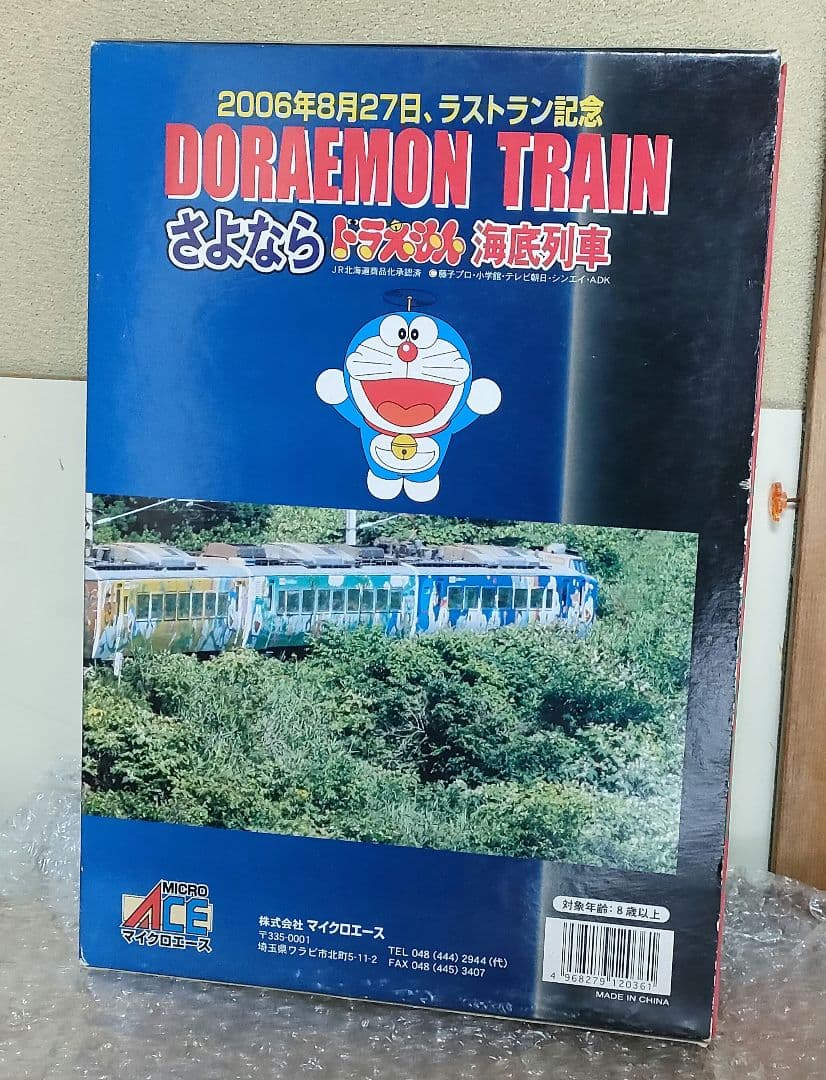 2006年8月27日、ラストラン記念
DORAEMON TRAIN
さよなら ドラえもん 海底列車
JR北海道商品化承認済 ●藤子プロ・小学館・テレビ朝日・シンエイ・ADK
MICRO
ACE
マイクロエース
株式会社 マイクロエース
〒335-0001
埼玉県ワラビ市北町5-11-2
TEL 048 (444) 2944 (代)
FAX 048 (445) 3407
対象年齢:8歳以上
4 968279 120361
MADE IN CHINA